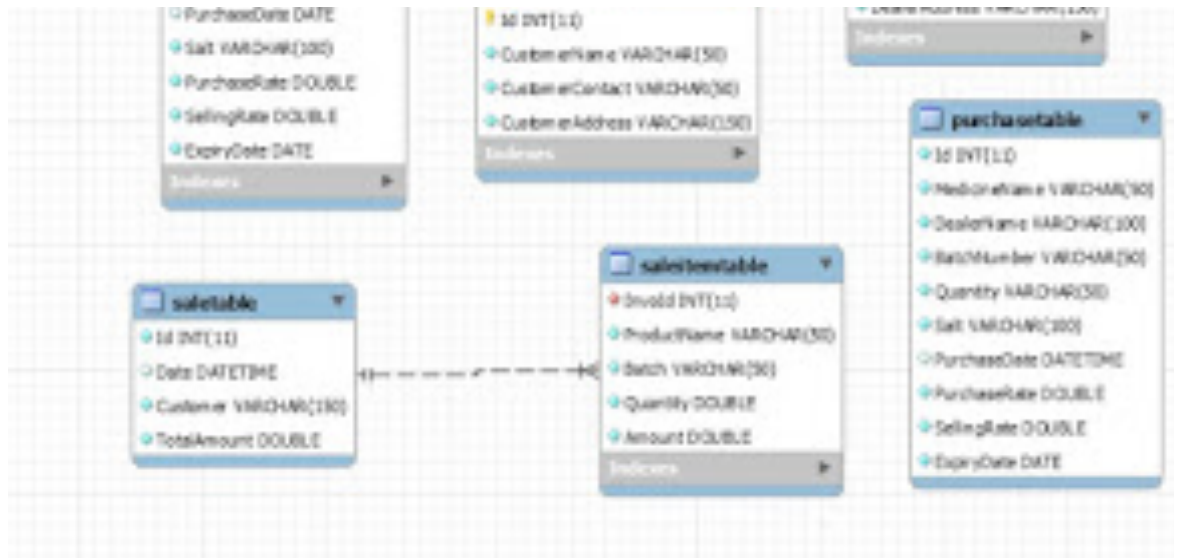 PurchaseDate DATE
Salt VARCHAR(100)
PurchaseRate DOUBLE
SellingRate DOUBLE
ExpiryDate DATE
Indexes
Id INT(11)
CustomerName VARCHAR(50)
CustomerContact VARCHAR(50)
CustomerAddress VARCHAR(150)
Indexes
DealerAddress VARCHAR(150)
Indexes
purchasetable
Id INT(11)
MedicineName VARCHAR(50)
DealerName VARCHAR(100)
BatchNumber VARCHAR(50)
Quantity VARCHAR(50)
Salt VARCHAR(100)
PurchaseDate DATETIME
PurchaseRate DOUBLE
SellingRate DOUBLE
ExpiryDate DATE
saletable
Id INT(11)
Date DATETIME
Customer VARCHAR(150)
TotalAmount DOUBLE
saleitemtable
InvoId INT(11)
ProductName VARCHAR(50)
Batch VARCHAR(50)
Quantity DOUBLE
Amount DOUBLE
Indexes